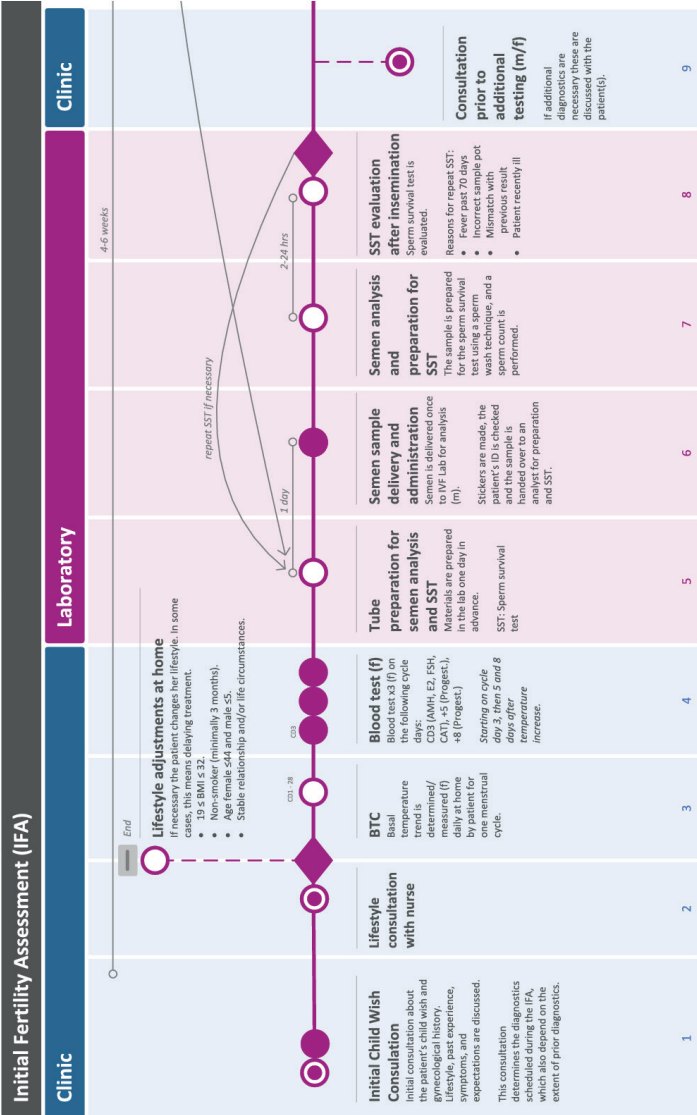 Initial Fertility Assessment (IFA)
Clinic
Laboratory
Clinic
4-6 weeks
End
Lifestyle adjustments at home
If necessary the patient changes her lifestyle. In some
cases, this means delaying treatment.
• 19 ≤ BMI ≤ 32.
• Non-smoker (minimally 3 months).
• Age female ≤44 and male ≤5.
• Stable relationship and/or life circumstances.
repeat SST if necessary
CD1 - 28
CD3
1 day
2-24 hrs
Initial Child Wish
Consulation
Initial consultation about
the patient's child wish and
gynecological history.
Lifestyle, past experience,
symptoms, and
expectations are discussed.
This consultation
determines the diagnostics
scheduled during the IFA,
which also depend on the
extent of prior diagnostics.
1
Lifestyle
consultation
with nurse
2
BTC
Basal
temperature
trend is
determined/
measured (f)
daily at home
by patient for
one menstrual
cycle.
3
Blood test (f)
Blood test x3 (f) on
the following cycle
days:
CD3 (AMH, E2, FSH,
CAT), +5 (Progest.),
+8 (Progest.)
Starting on cycle
day 3, then 5 and 8
days after
temperature
increase.
4
Tube
preparation for
semen analysis
and SST
Materials are prepared
in the lab one day in
advance.
SST: Sperm survival
test
5
Semen sample
delivery and
administration
Semen is delivered once
to IVF Lab for analysis
(m).
Stickers are made, the
patient's ID is checked
and the sample is
handed over to an
analyst for preparation
and SST.
6
Semen analysis
and
preparation for
SST
The sample is prepared
for the sperm survival
test using a sperm
wash technique, and a
sperm count is
performed.
7
SST evaluation
after insemination
Sperm survival test is
evaluated.
Reasons for repeat SST:
• Fever past 70 days
• Incorrect sample pot
• Mismatch with
previous result
• Patient recently ill
8
Consultation
prior to
additional
testing (m/f)
If additional
diagnostics are
necessary these are
discussed with the
patient(s).
9